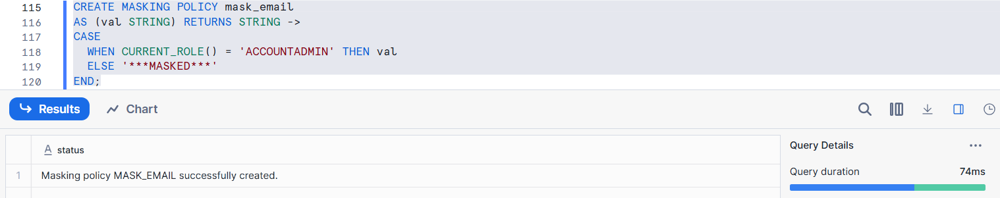 115 CREATE MASKING POLICY mask_email
116 AS (val STRING) RETURNS STRING ->
117 CASE
118 WHEN CURRENT_ROLE() = 'ACCOUNTADMIN' THEN val
119 ELSE '***MASKED***'
120 END;
Results Chart
A status
Query Details
1 Masking policy MASK_EMAIL successfully created.
Query duration 74ms